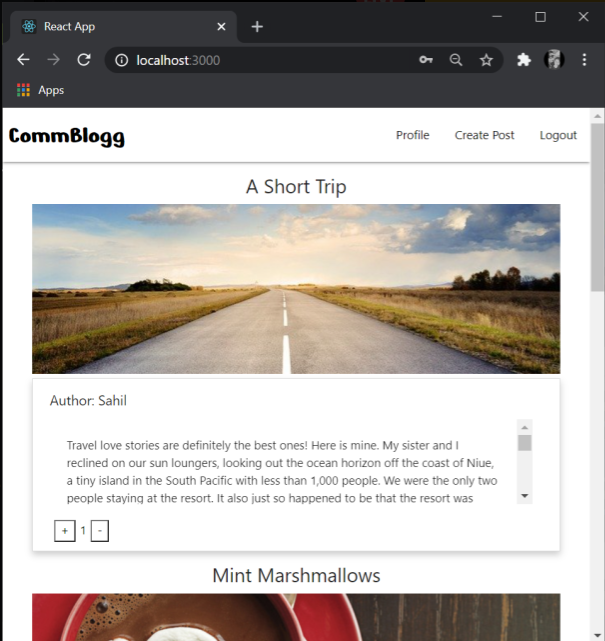 React App
localhost:3000
Apps
CommBlogg
Profile Create Post Logout
A Short Trip
Author: Sahil
Travel love stories are definitely the best ones! Here is mine. My sister and I
reclined on our sun loungers, looking out the ocean horizon off the coast of Niue,
a tiny island in the South Pacific with less than 1,000 people. We were the only two
people staying at the resort. It also just so happened to be that the resort was
+ 1 -
Mint Marshmallows